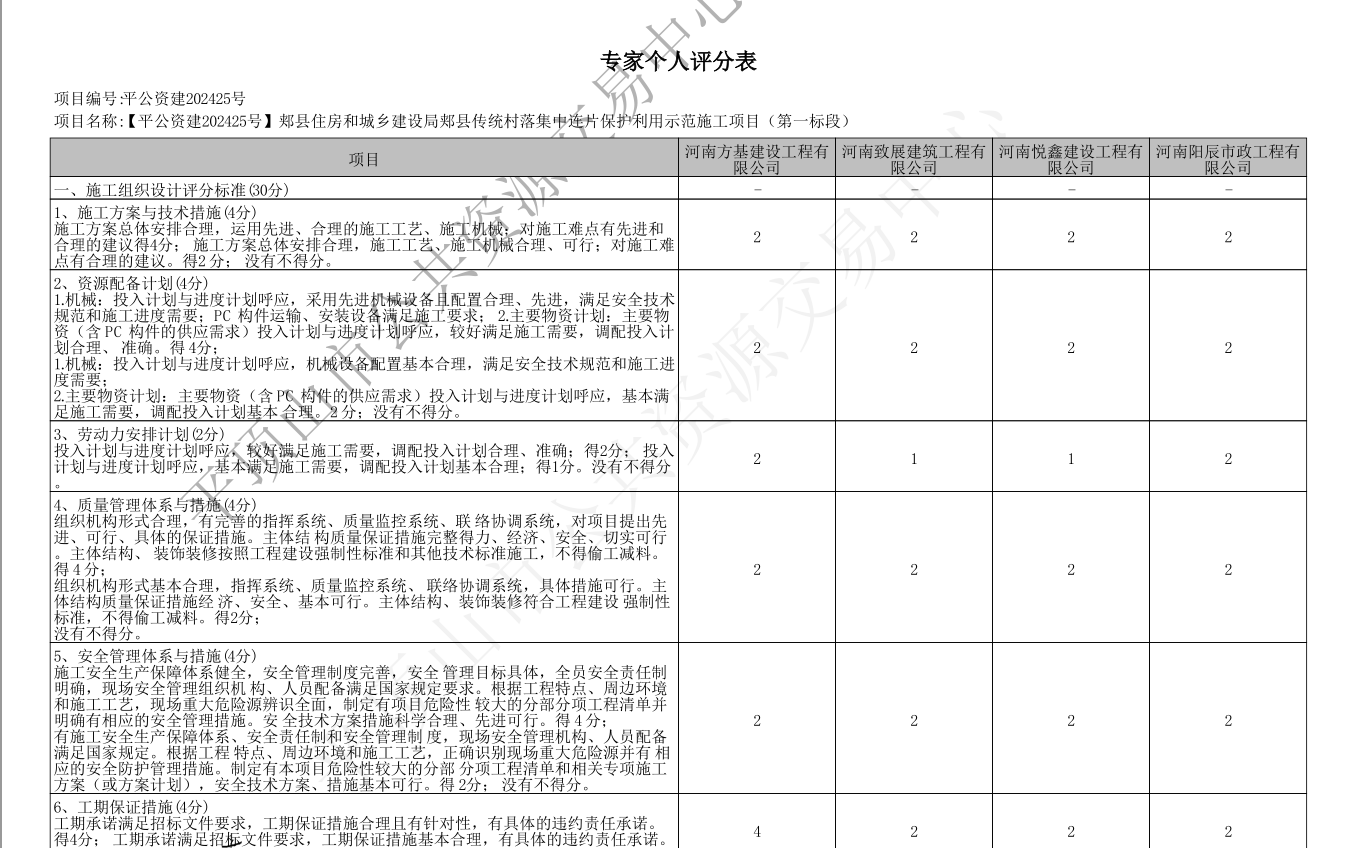 专家个人评分表
项目编号:平公资建202425号
项目名称:【平公资建202425号】郏县住房和城乡建设局郏县传统村落集中连片保护利用示范施工项目（第一标段）
项目
河南方基建设工程有
限公司
河南致展建筑工程有
限公司
河南悦鑫建设工程有
限公司
河南阳辰市政工程有
限公司
一、施工组织设计评分标准(30分)
-
-
-
-
1、施工方案与技术措施(4分)
施工方案总体安排合理，运用先进、合理的施工工艺、施工机械；对施工难点有先进和
合理的建议得4分； 施工方案总体安排合理，施工工艺、施工机械合理、可行；对施工难
点有合理的建议。得2 分； 没有不得分。
2
2
2
2
2、资源配备计划(4分)
1.机械：投入计划与进度计划呼应，采用先进机械设备且配置合理、先进，满足安全技术
规范和施工进度需要；PC 构件运输、安装设备满足施工要求； 2.主要物资计划：主要物
资（含 PC 构件的供应需求）投入计划与进度计划呼应，较好满足施工需要，调配投入计
划合理、 准确。得 4分；
1.机械：投入计划与进度计划呼应，机械设备配置基本合理，满足安全技术规范和施工进
度需要；
2.主要物资计划：主要物资（含 PC 构件的供应需求）投入计划与进度计划呼应，基本满
足施工需要，调配投入计划基本 合理。2 分；没有不得分。
2
2
2
2
3、劳动力安排计划(2分)
投入计划与进度计划呼应，较好满足施工需要，调配投入计划合理、准确；得2分； 投入
计划与进度计划呼应，基本满足施工需要，调配投入计划基本合理；得1分。没有不得分
。
2
1
1
2
4、质量管理体系与措施(4分)
组织机构形式合理，有完善的指挥系统、质量监控系统、联 络协调系统，对项目提出先
进、可行、具体的保证措施。主体结 构质量保证措施完整得力、经济、安全、切实可行
。主体结构、 装饰装修按照工程建设强制性标准和其他技术标准施工，不得偷工减料。
得 4 分；
组织机构形式基本合理，指挥系统、质量监控系统、 联络协调系统，具体措施可行。主
体结构质量保证措施经 济、安全、基本可行。主体结构、装饰装修符合工程建设 强制性
标准，不得偷工减料。得2分；
没有不得分。
2
2
2
2
5、安全管理体系与措施(4分)
施工安全生产保障体系健全，安全管理制度完善，安全 管理目标具体，全员安全责任制
明确，现场安全管理组织机 构、人员配备满足国家规定要求。根据工程特点、周边环境
和施工工艺，现场重大危险源辨识全面，制定有项目危险性 较大的分部分项工程清单并
明确有相应的安全管理措施。安 全技术方案措施科学合理、先进可行。得 4 分；
有施工安全生产保障体系、安全责任制和安全管理制 度，现场安全管理机构、人员配备
满足国家规定。根据工程 特点、周边环境和施工工艺，正确识别现场重大危险源并有 相
应的安全防护管理措施。制定有本项目危险性较大的分部 分项工程清单和相关专项施工
方案（或方案计划），安全技术方案、措施基本可行。得 2分； 没有不得分。
2
2
2
2
6、工期保证措施(4分)
工期承诺满足招标文件要求，工期保证措施合理且有针对性，有具体的违约责任承诺。
得4分； 工期承诺满足招标文件要求，工期保证措施基本合理，有具体的违约责任承诺。
4
2
2
2
平顶山市公共资源交易中心
平顶山市公共资源交易中心